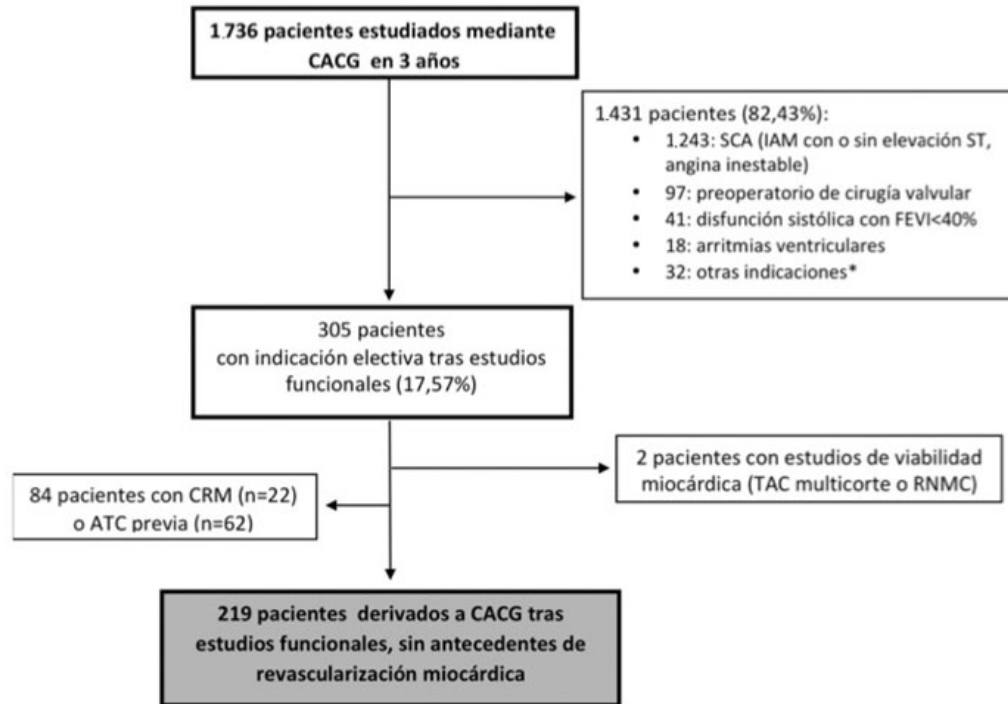 1.736 pacientes estudiados mediante
CACG en 3 años
1.431 pacientes (82,43%):
• 1.243: SCA (IAM con o sin elevación ST,
angina inestable)
• 97: preoperatorio de cirugía valvular
• 41: disfunción sistólica con FEVI<40%
• 18: arritmias ventriculares
• 32: otras indicaciones*
305 pacientes
con indicación electiva tras estudios
funcionales (17,57%)
2 pacientes con estudios de viabilidad
miocárdica (TAC multicorte o RNMC)
84 pacientes con CRM (n=22)
o ATC previa (n=62)
219 pacientes derivados a CACG tras
estudios funcionales, sin antecedentes de
revascularización miocárdica